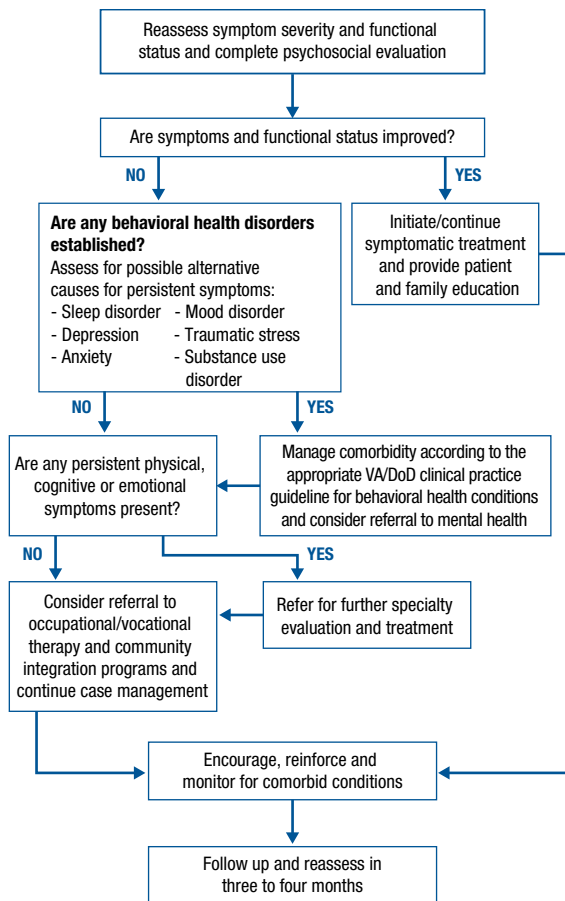 Reassess symptom severity and functional
status and complete psychosocial evaluation
Are symptoms and functional status improved?
NO
YES
Are any behavioral health disorders
established?
Assess for possible alternative
causes for persistent symptoms:
- Sleep disorder - Mood disorder
- Depression - Traumatic stress
- Anxiety - Substance use
disorder
Initiate/continue
symptomatic treatment
and provide patient
and family education
NO
YES
Are any persistent physical,
cognitive or emotional
symptoms present?
Manage comorbidity according to the
appropriate VA/DoD clinical practice
guideline for behavioral health conditions
and consider referral to mental health
NO
YES
Consider referral to
occupational/vocational
therapy and community
integration programs and
continue case management
Refer for further specialty
evaluation and treatment
Encourage, reinforce and
monitor for comorbid conditions
Follow up and reassess in
three to four months